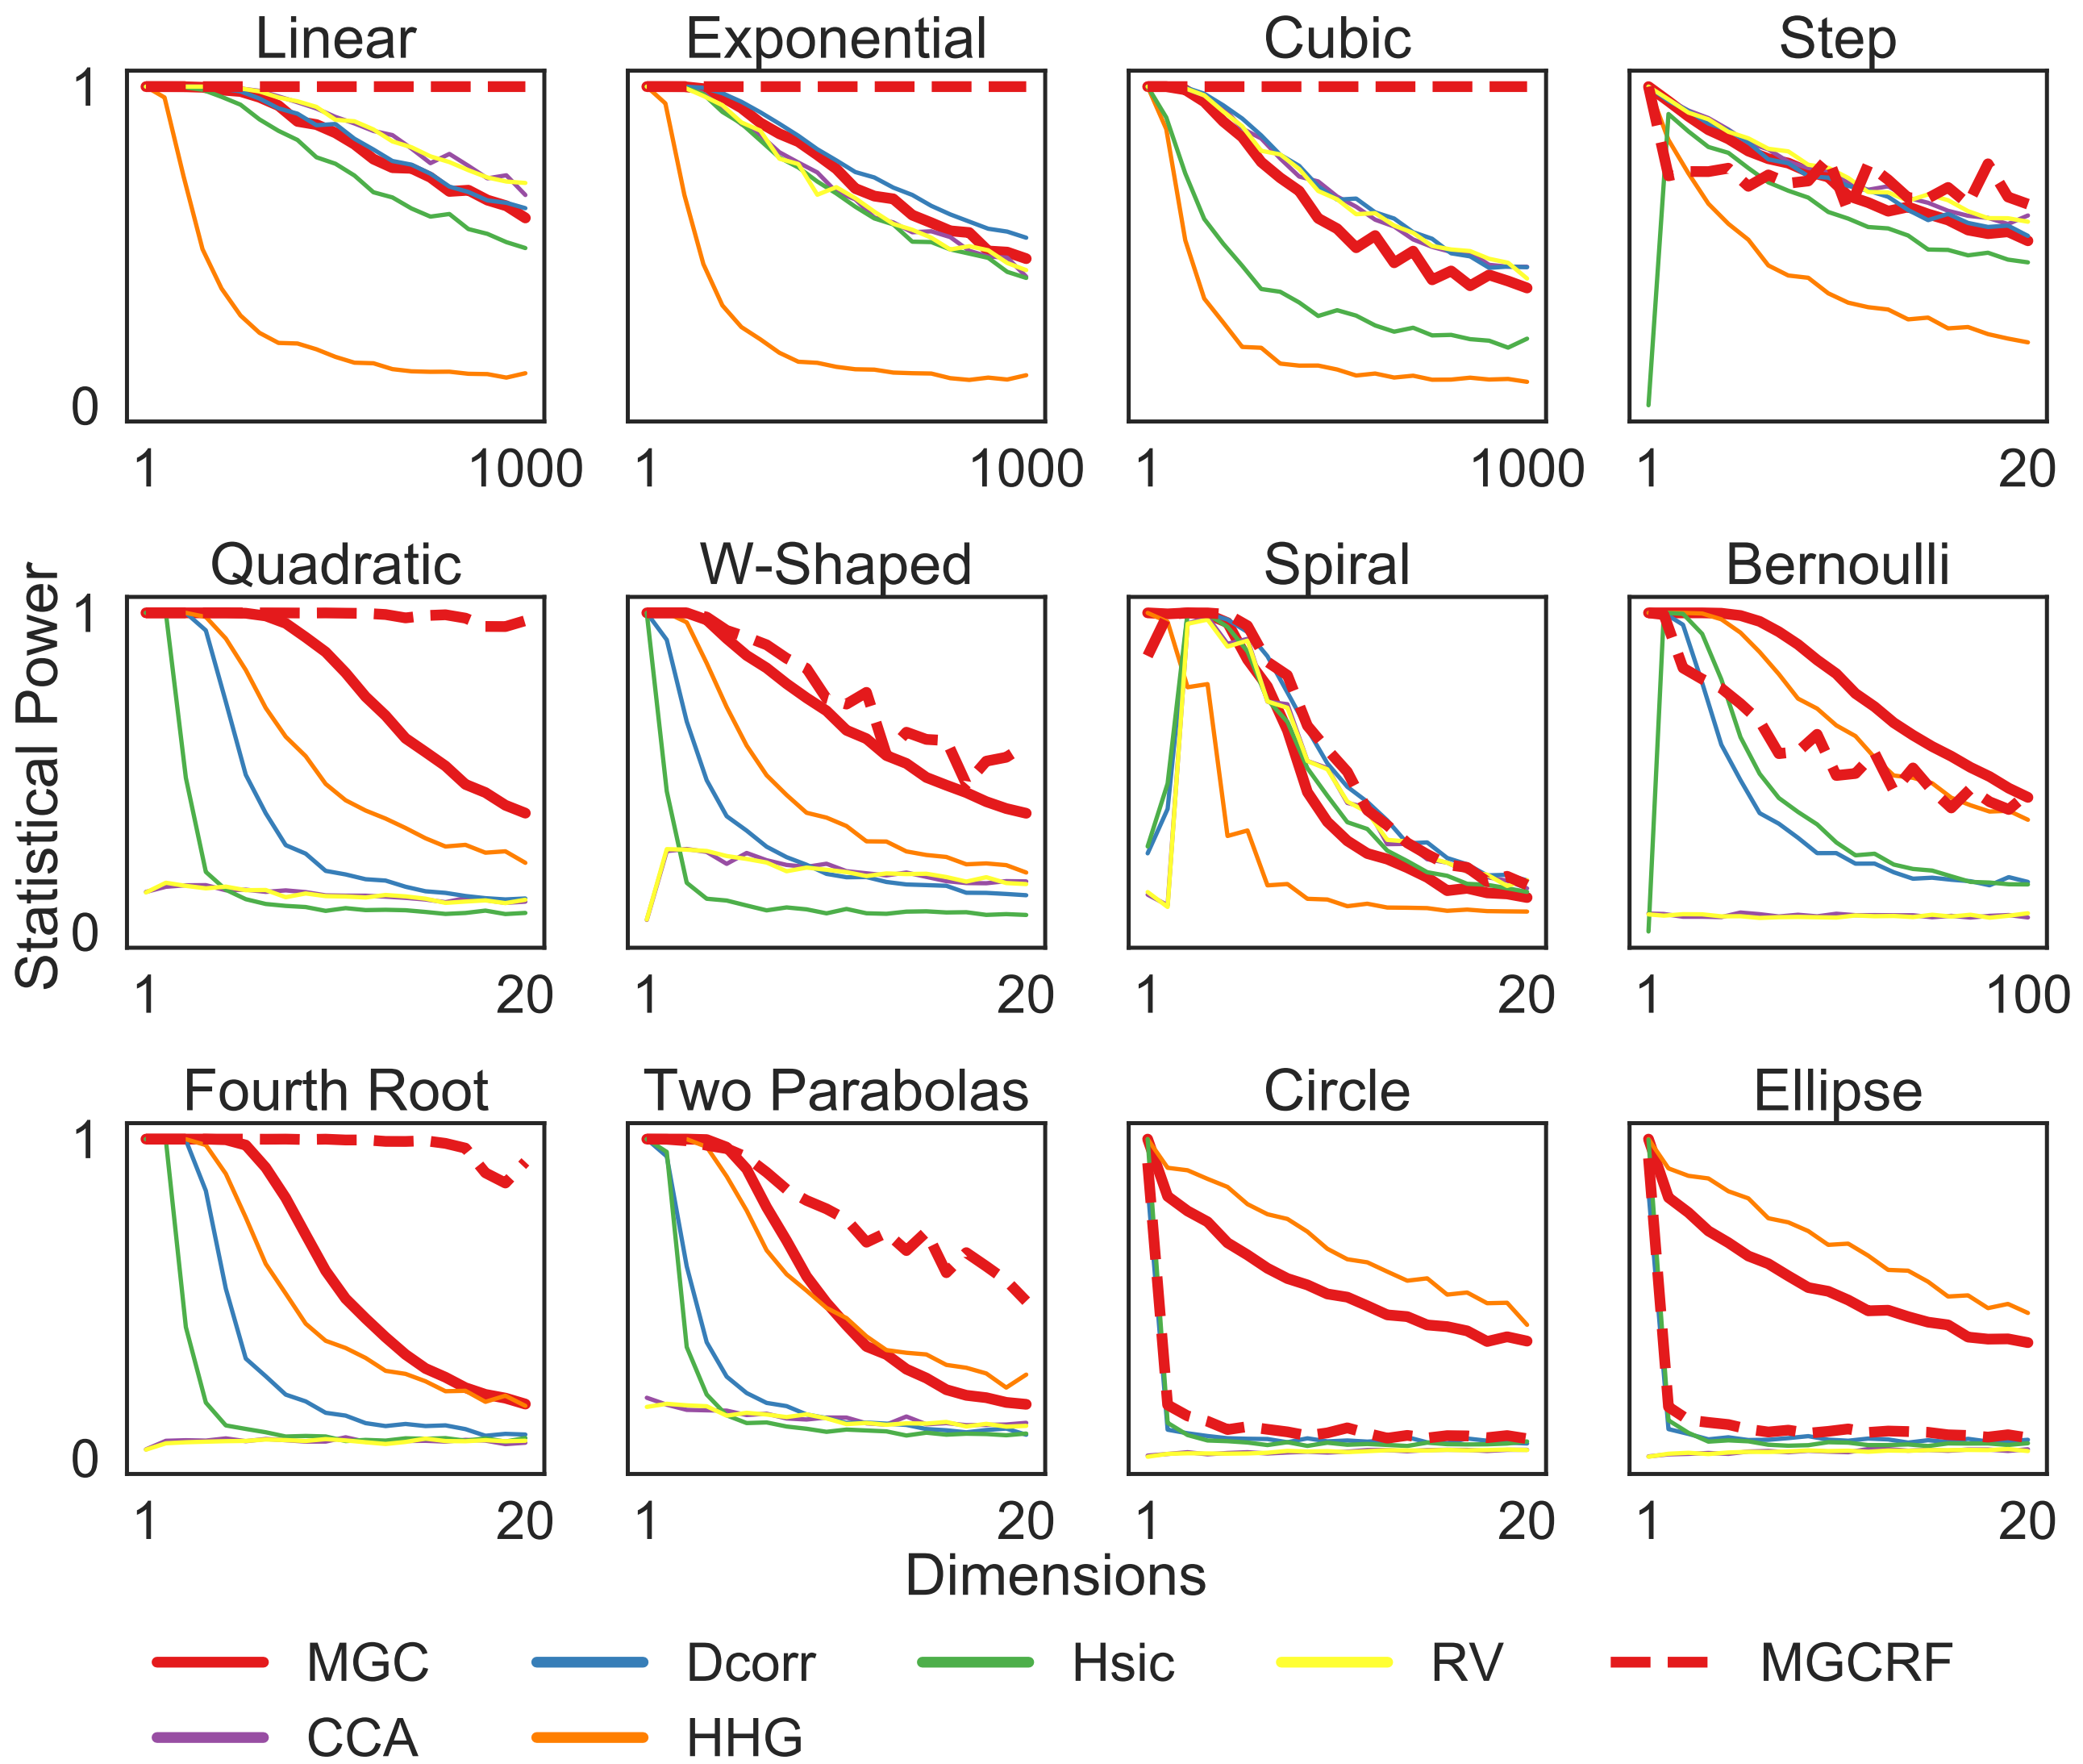 Linear Exponential Cubic Step
1
0
1 1000 1 1000 1 1000 1 20
Quadratic W-Shaped Spiral Bernoulli
Statistical Power
1
0
1 20 1 20 1 20 1 100
Fourth Root Two Parabolas Circle Ellipse
1
0
1 20 1 20 1 20 1 20
Dimensions
MGC Dcorr Hsic RV MGCRF
CCA HHG